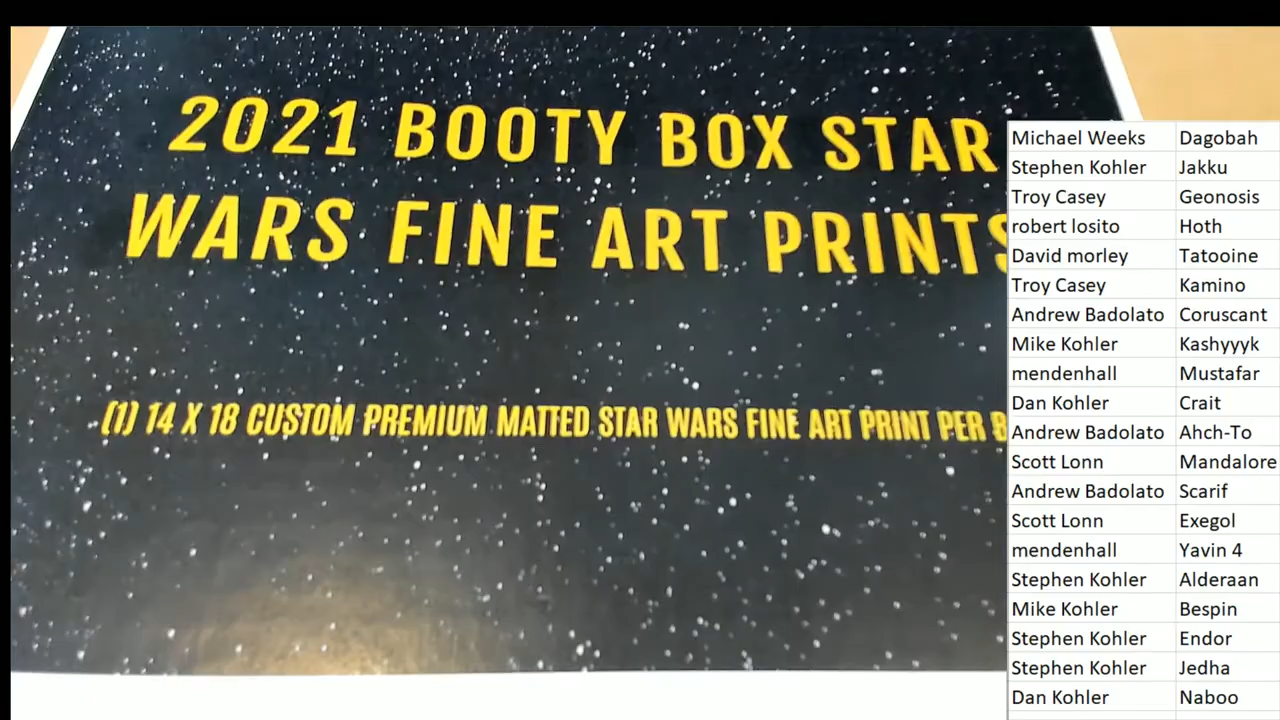 2021 BOOTY BOX STAR
WARS FINE ART PRINTS
(1) 14 X 18 CUSTOM PREMIUM MATTED STAR WARS FINE ART PRINT PER
Michael Weeks Dagobah
Stephen Kohler Jakku
Troy Casey Geonosis
robert losito Hoth
David morley Tatooine
Troy Casey Kamino
Andrew Badolato Coruscant
Mike Kohler Kashyyyk
mendenhall Mustafar
Dan Kohler Crait
Andrew Badolato Ahch-To
Scott Lonn Mandalore
Andrew Badolato Scarif
Scott Lonn Exegol
mendenhall Yavin 4
Stephen Kohler Alderaan
Mike Kohler Bespin
Stephen Kohler Endor
Stephen Kohler Jedha
Dan Kohler Naboo